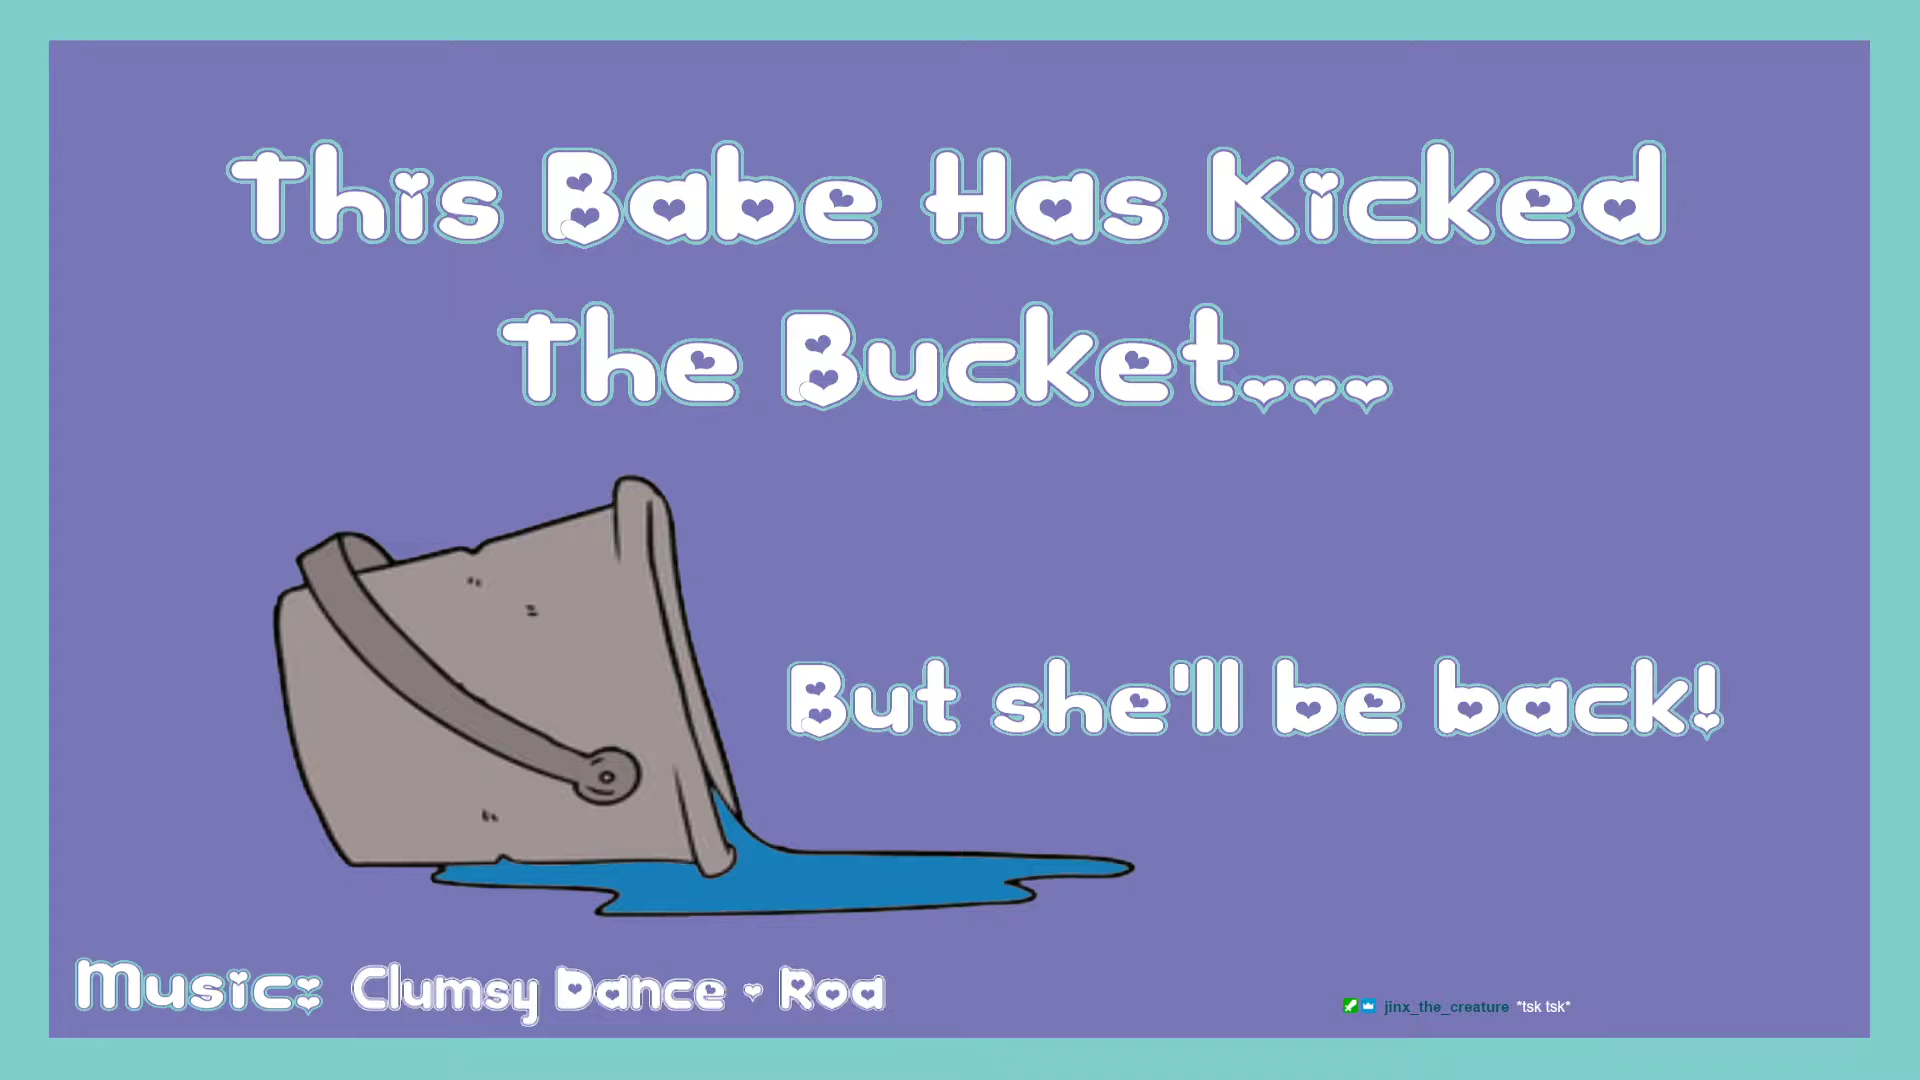 This Babe Has Kicked
The Bucket...
But she'll be back!
Music: Clumsy Dance - Roa
jinx_the_creature *tsk tsk*